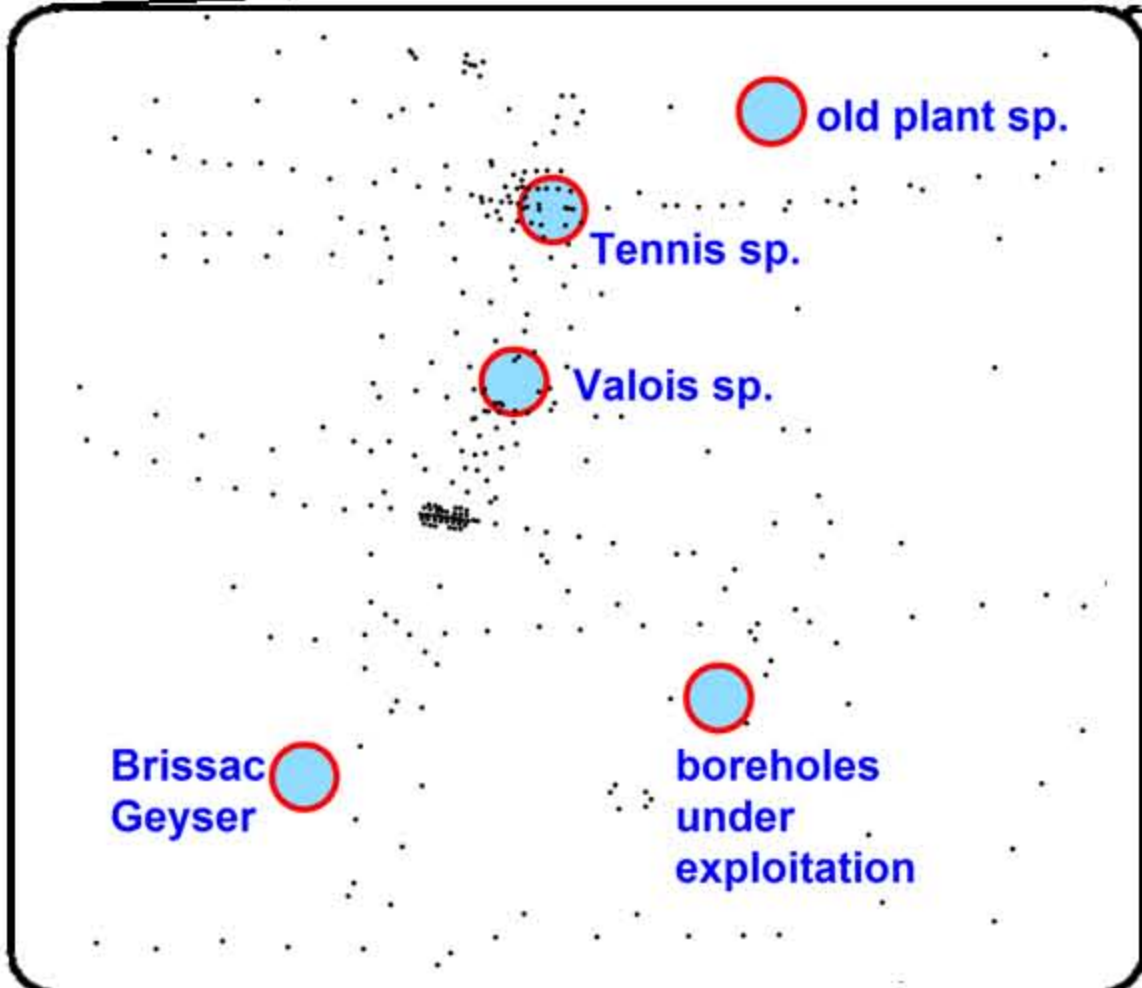 old plant sp.
Tennis sp.
Valois sp.
Brissac
Geyser
boreholes
under
exploitation